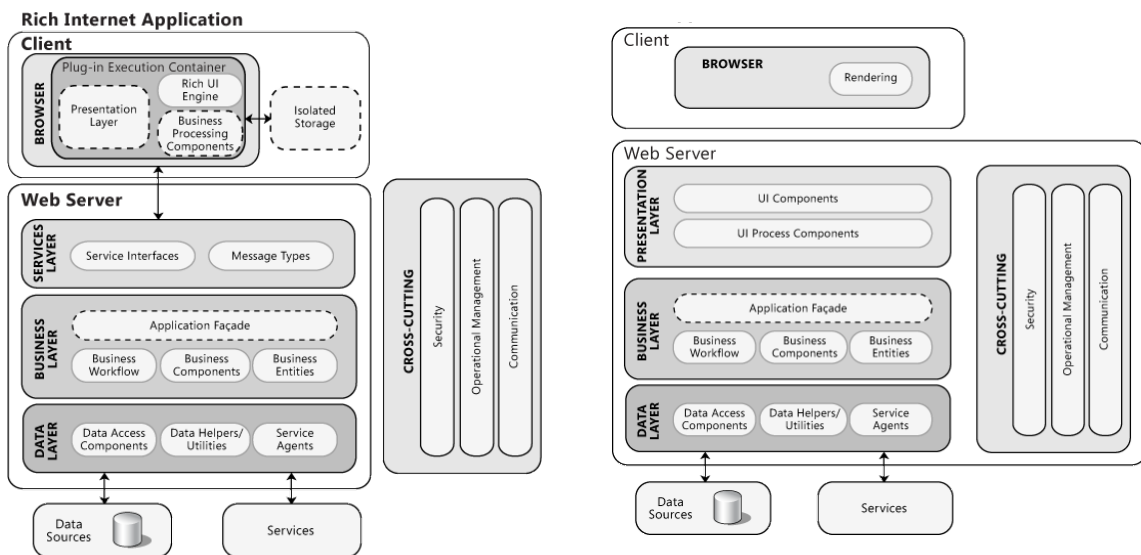 Rich Internet Application
Client
BROWSER
Plug-in Execution Container
Presentation
Layer
Rich UI
Engine
Business
Processing
Components
Isolated
Storage
Web Server
SERVICES
LAYER
Service Interfaces
Message Types
BUSINESS
LAYER
Application Façade
Business
Workflow
Business
Components
Business
Entities
DATA
LAYER
Data Access
Components
Data Helpers/
Utilities
Service
Agents
CROSS-CUTTING
Security
Operational Management
Communication
Data
Sources
Services
Client
BROWSER
Rendering
Web Server
PRESENTATION
LAYER
UI Components
UI Process Components
BUSINESS
LAYER
Application Façade
Business
Workflow
Business
Components
Business
Entities
DATA
LAYER
Data Access
Components
Data Helpers/
Utilities
Service
Agents
CROSS-CUTTING
Security
Operational Management
Communication
Data
Sources
Services